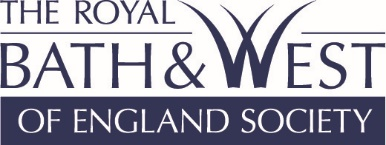 THE ROYAL
BATH & WEST
OF ENGLAND SOCIETY